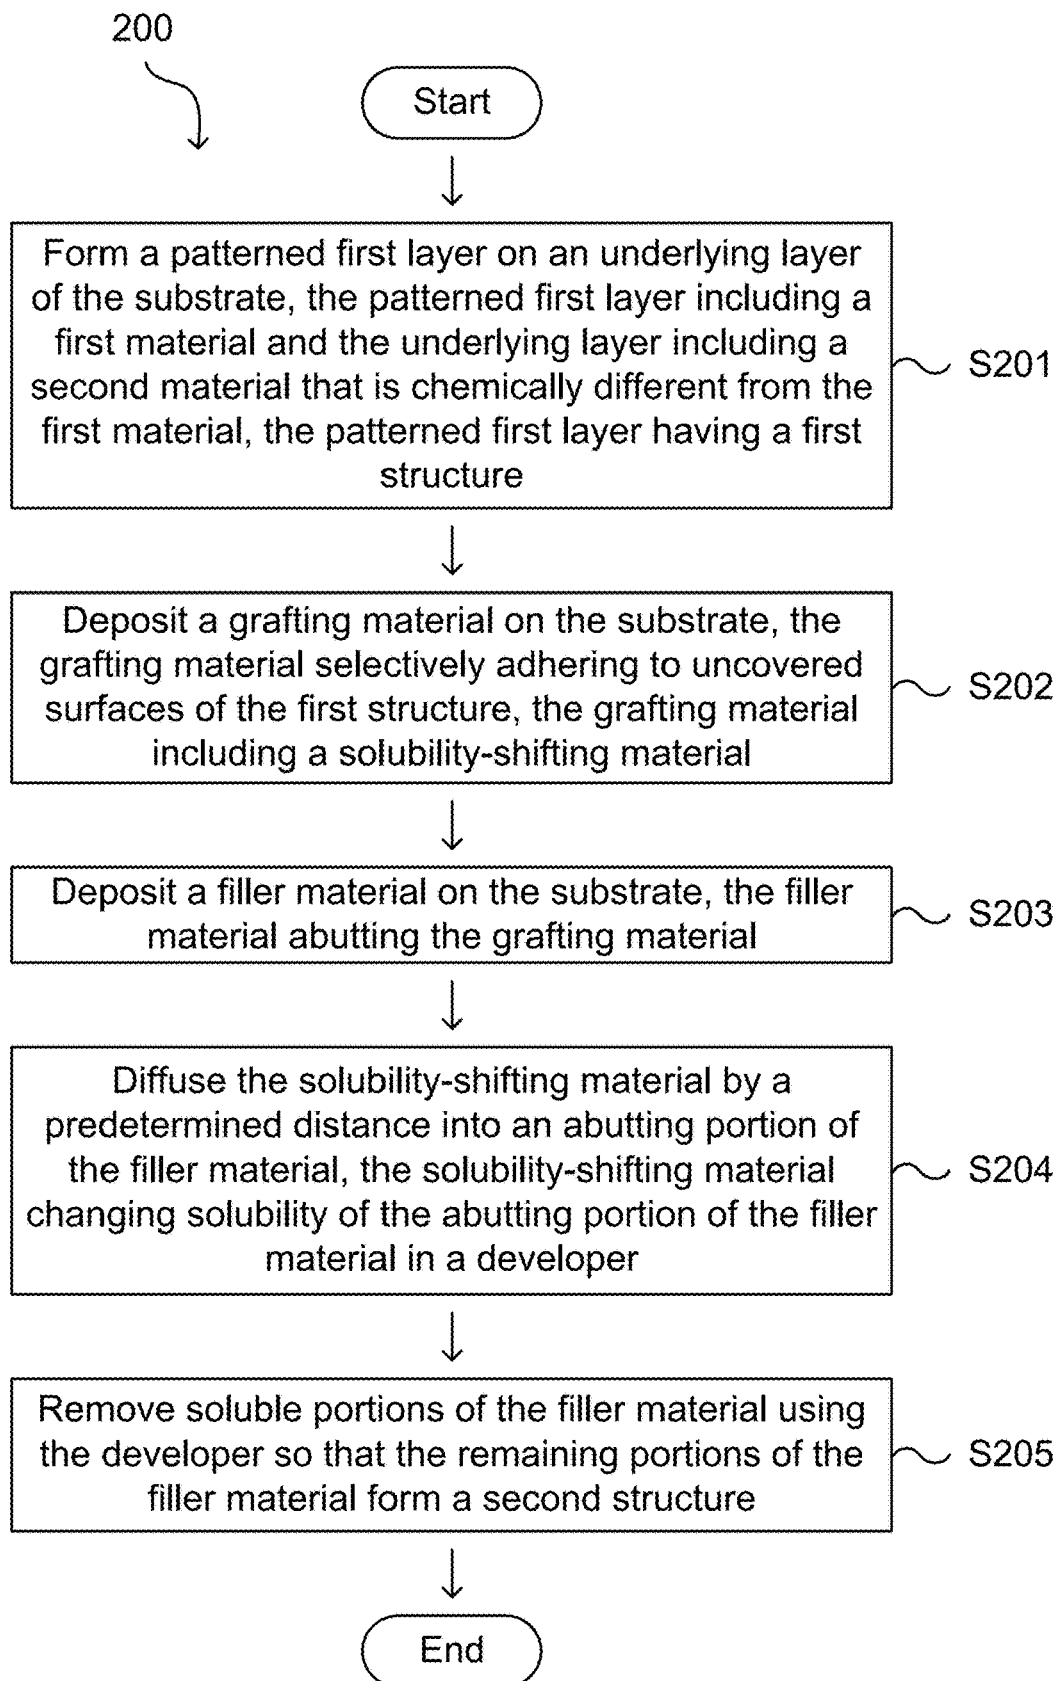 200
Start
Form a patterned first layer on an underlying layer
of the substrate, the patterned first layer including a
first material and the underlying layer including a
second material that is chemically different from the
first material, the patterned first layer having a first
structure
S201
Deposit a grafting material on the substrate, the
grafting material selectively adhering to uncovered
surfaces of the first structure, the grafting material
including a solubility-shifting material
S202
Deposit a filler material on the substrate, the filler
material abutting the grafting material
S203
Diffuse the solubility-shifting material by a
predetermined distance into an abutting portion of
the filler material, the solubility-shifting material
changing solubility of the abutting portion of the filler
material in a developer
S204
Remove soluble portions of the filler material using
the developer so that the remaining portions of the
filler material form a second structure
S205
End